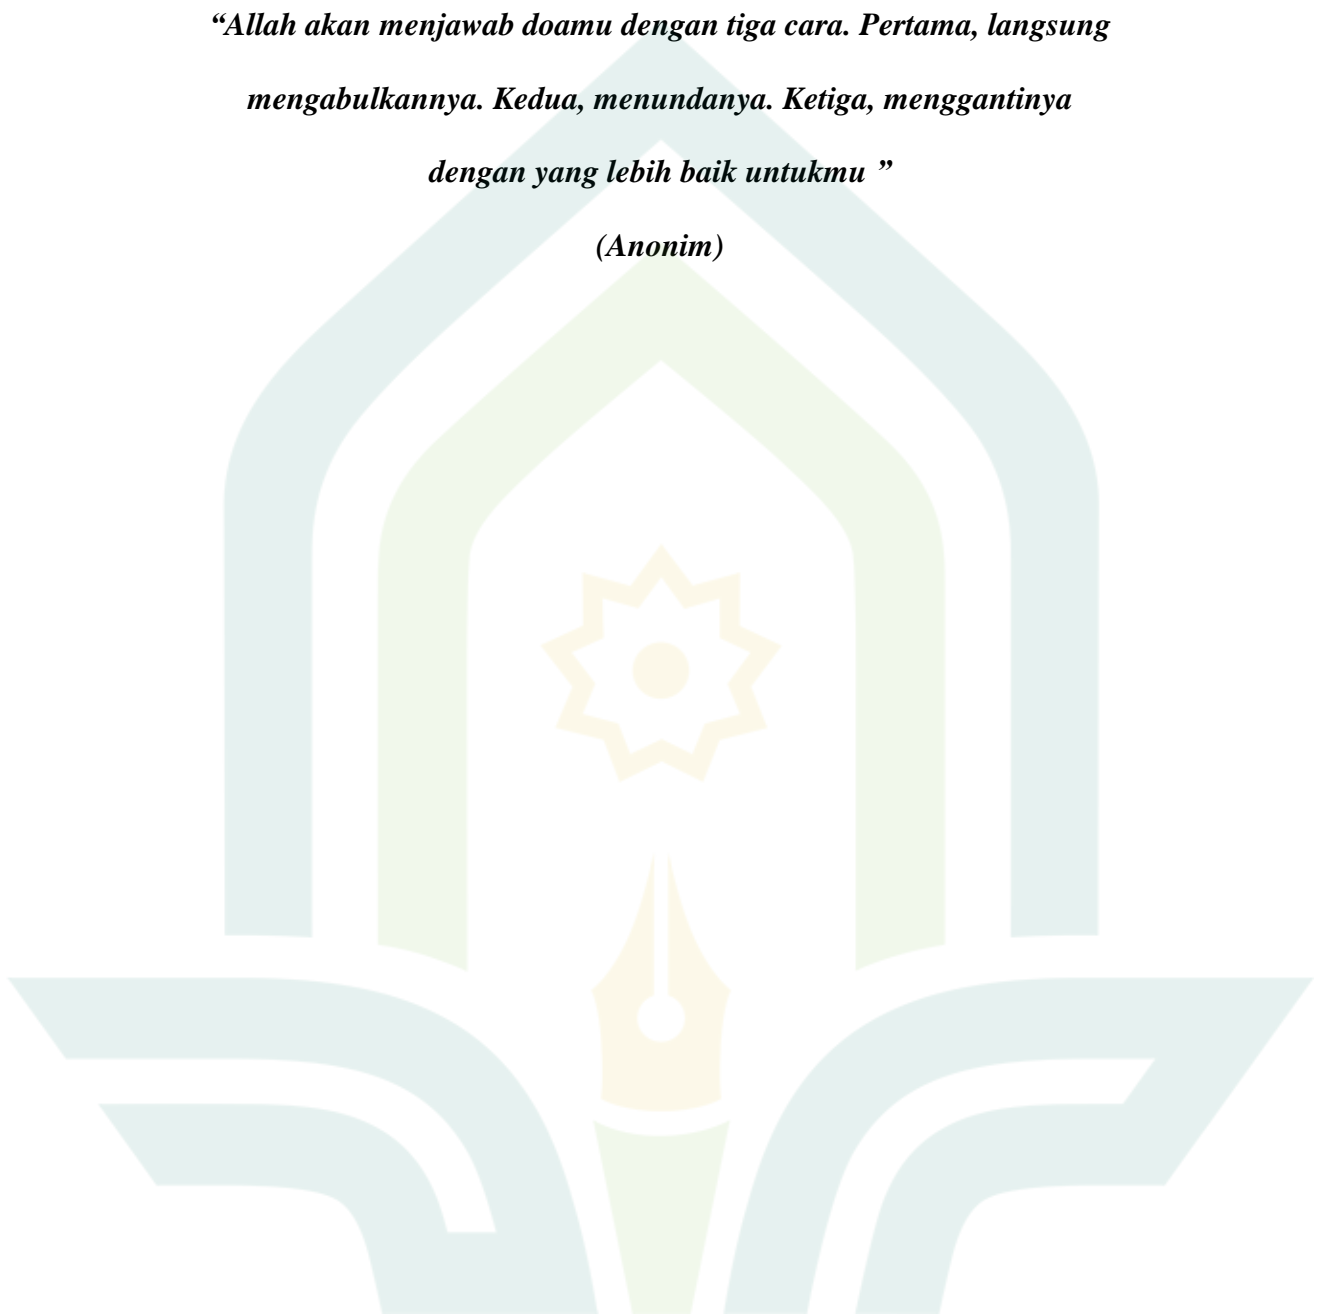 “Allah akan menjawab doamu dengan tiga cara. Pertama, langsung
mengabulkannya. Kedua, menundanya. Ketiga, menggantinya
dengan yang lebih baik untukmu ”
(Anonim)